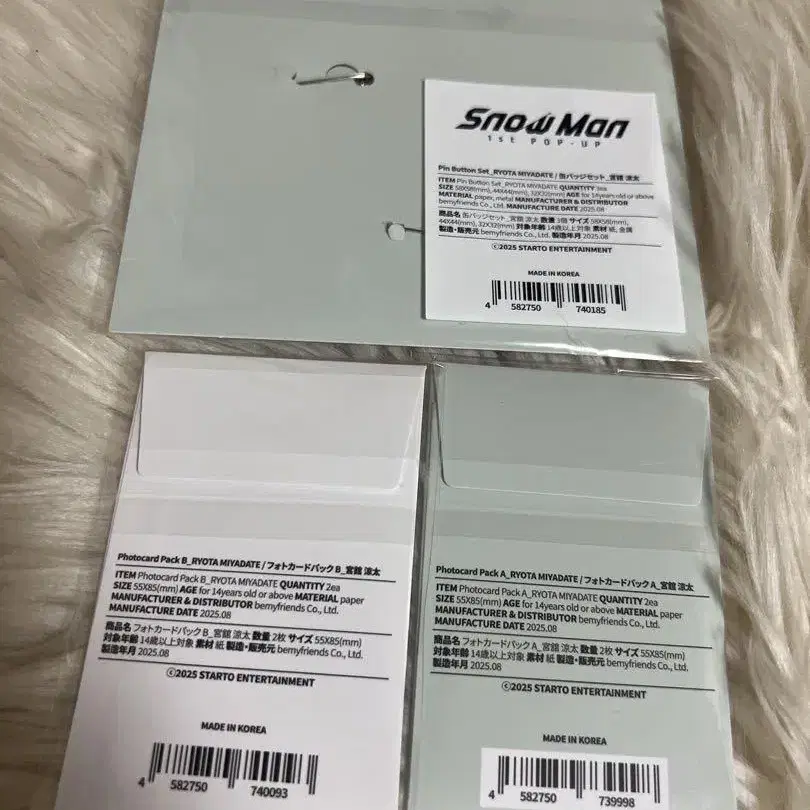 Snow Man
1st POP-UP
Pin Button Set_RYOTA MIYADATE / 缶バッジセット_宮舘 涼太
ITEM Pin Button Set_RYOTA MIYADATE QUANTITY 3ea
SIZE 58X58(mm), 44X44(mm), 32X32(mm) AGE for 14years old or above
MATERIAL paper, metal MANUFACTURER & DISTRIBUTOR
bemyfriends Co., Ltd. MANUFACTURE DATE 2025.08
商品名 缶バッジセット_宮舘 涼太 数量 3個 サイズ 58X58(mm),
44X44(mm), 32X32(mm) 対象年齢 14歳以上対象 素材 紙, 金属
製造・販売元 bemyfriends Co., Ltd. 製造年月 2025.08
©2025 STARTO ENTERTAINMENT
MADE IN KOREA
4 582750 740185
Photocard Pack B_RYOTA MIYADATE / フォトカードパック B_宮舘 涼太
ITEM Photocard Pack B_RYOTA MIYADATE QUANTITY 2ea
SIZE 55X85(mm) AGE for 14years old or above MATERIAL paper
MANUFACTURER & DISTRIBUTOR bemyfriends Co., Ltd.
MANUFACTURE DATE 2025.08
商品名 フォトカードパック B_宮舘 涼太 数量 2枚 サイズ 55X85(mm)
対象年齢 14歳以上対象 素材 紙 製造・販売元 bemyfriends Co., Ltd.
製造年月 2025.08
©2025 STARTO ENTERTAINMENT
MADE IN KOREA
4 582750 740093
Photocard Pack A_RYOTA MIYADATE / フォトカードパック A_宮舘 涼太
ITEM Photocard Pack A_RYOTA MIYADATE QUANTITY 2ea
SIZE 55X85(mm) AGE for 14years old or above MATERIAL paper
MANUFACTURER & DISTRIBUTOR bemyfriends Co., Ltd.
MANUFACTURE DATE 2025.08
商品名 フォトカードパック A_宮舘 涼太 数量 2枚 サイズ 55X85(mm)
対象年齢 14歳以上対象 素材 紙 製造・販売元 bemyfriends Co., Ltd.
製造年月 2025.08
©2025 STARTO ENTERTAINMENT
MADE IN KOREA
4 582750 739998